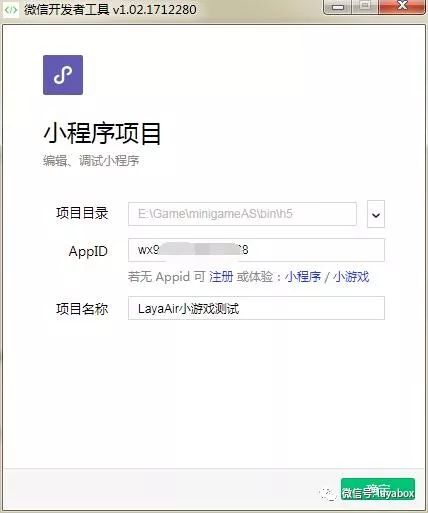 微信开发者工具 v1.02.1712280
小程序项目
编辑、调试小程序
项目目录 E:\Game\minigameAS\bin\h5
AppID wx9 8
若无 Appid 可 注册 或体验：小程序 / 小游戏
项目名称 LayaAir小游戏测试
确定
微信号: layabox